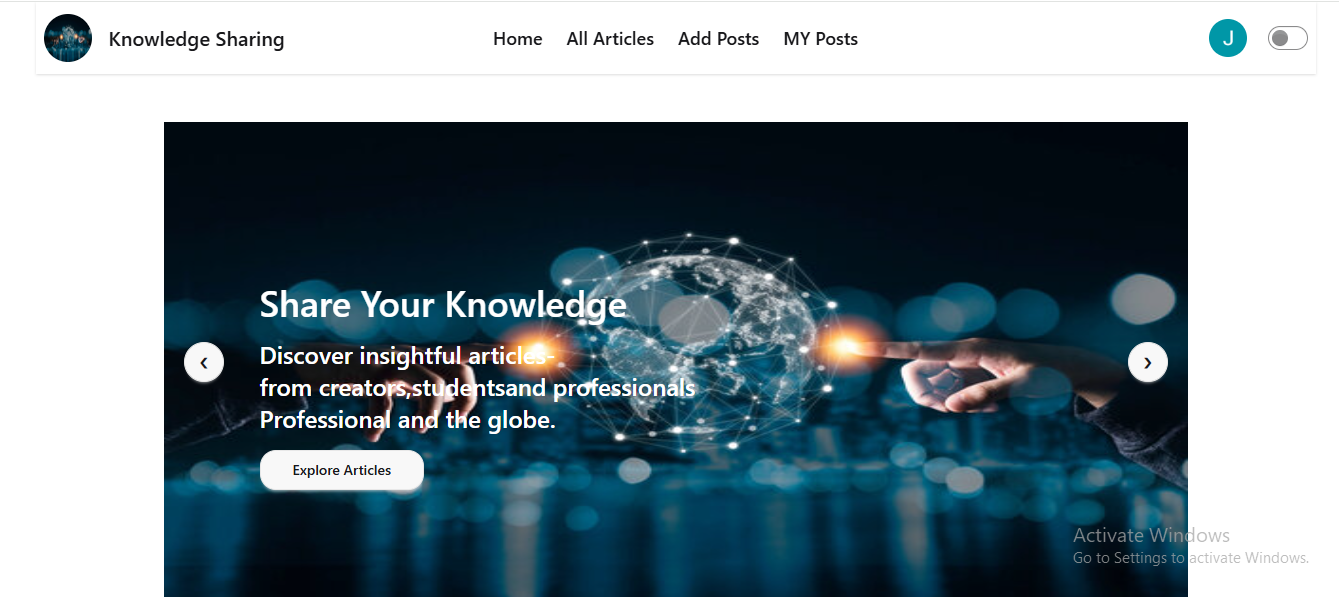 Knowledge Sharing
Home All Articles Add Posts MY Posts
J
Share Your Knowledge
Discover insightful articles-
from creators,studentsand professionals
Professional and the globe.
❮
❯
Explore Articles
Activate Windows
Go to Settings to activate Windows.